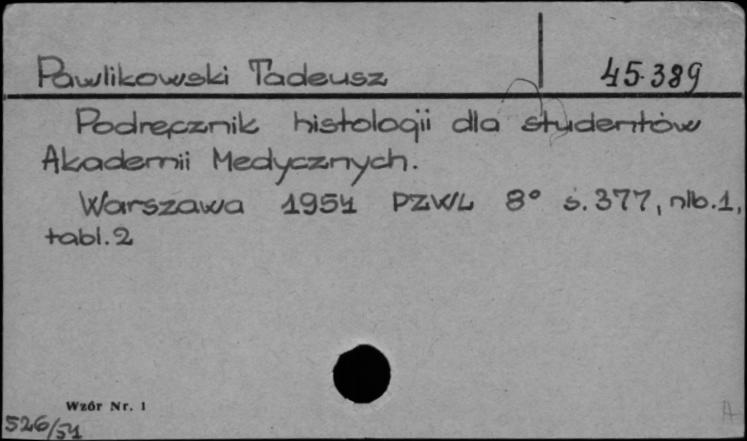 Pawlikowski Tadeusz 45.389
Podręcznik histologii dla studentów
Akademii Medycznych.
Warszawa 1954 PZWL 8° s. 377, nlb. 1,
tabl. 2
Wzór Nr. 1
526/54
A